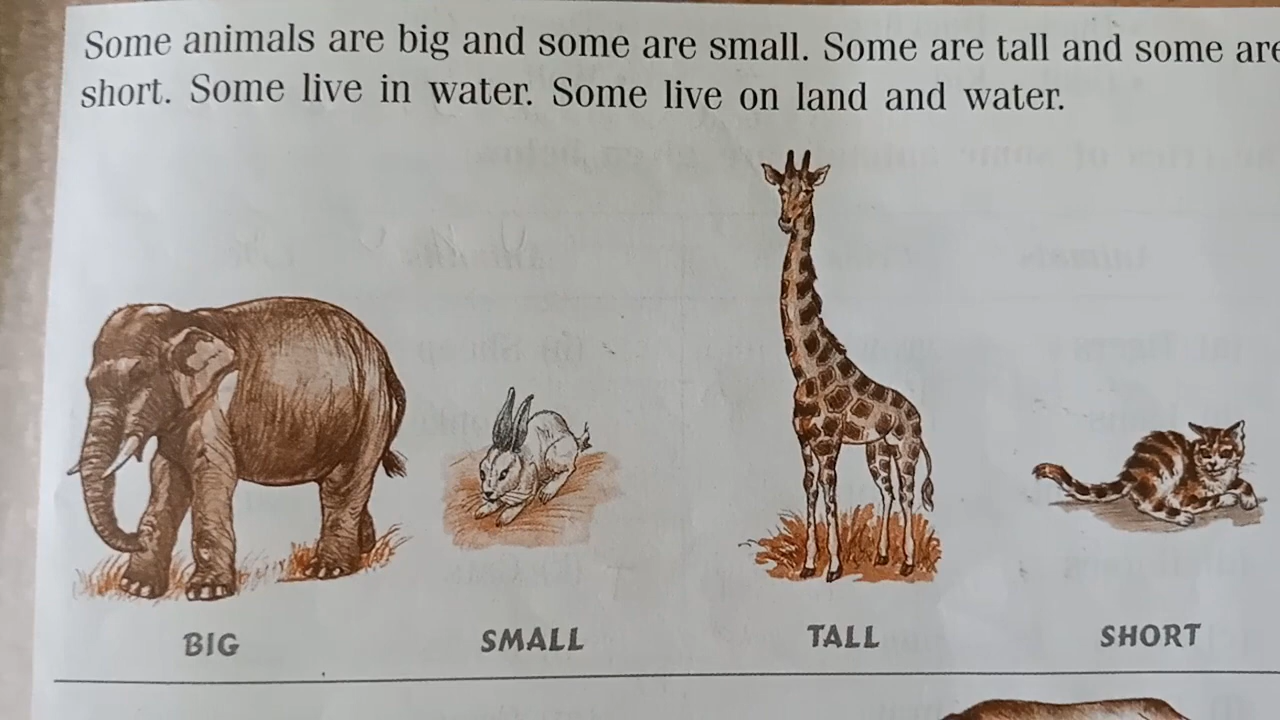 Some animals are big and some are small. Some are tall and some are
short. Some live in water. Some live on land and water.
BIG SMALL TALL SHORT